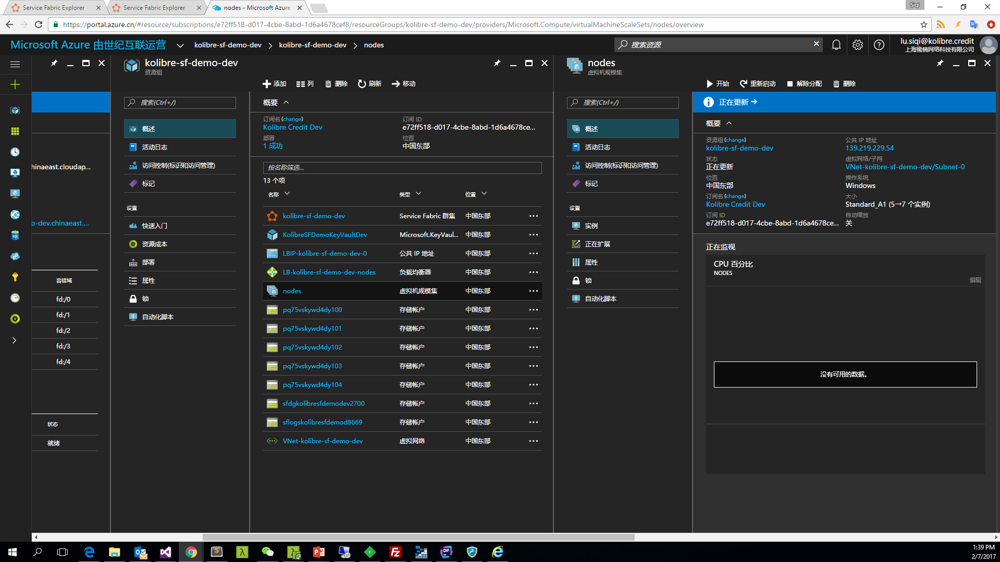 Service Fabric Explorer
Service Fabric Explorer
nodes - Microsoft Azure
Siqi
https://portal.azure.cn/#resource/subscriptions/e72ff518-d017-4cbe-8abd-1d6a4678cef8/resourceGroups/kolibre-sf-demo-dev/providers/Microsoft.Compute/virtualMachineScaleSets/nodes/overview
Microsoft Azure 由世纪互联运营
kolibre-sf-demo-dev
kolibre-sf-demo-dev
nodes
搜索资源
lu.siqi@kolibre.credit
上海橡楠网络科技有限公司
hinaeast.cloudap...
o-dev.chinaeast....
容错域
fd:/0
fd:/1
fd:/2
fd:/3
fd:/4
状态
就绪
kolibre-sf-demo-dev
资源组
搜索(Ctrl+/)
概述
活动日志
访问控制(标识和访问管理)
标记
设置
快速入门
资源成本
部署
属性
锁
自动化脚本
添加
列
删除
刷新
移动
概要
订阅名 (change)
Kolibre Credit Dev
部署
1 成功
订阅 ID
e72ff518-d017-4cbe-8abd-1d6a4678ce...
位置
中国东部
按名称筛选...
13 个项
名称 类型 位置
kolibre-sf-demo-dev Service Fabric 群集 中国东部
KolibreSFDemoKeyVaultDev Microsoft.KeyVaul... 中国东部
LBIP-kolibre-sf-demo-dev-0 公共 IP 地址 中国东部
LB-kolibre-sf-demo-dev-nodes 负载均衡器 中国东部
nodes 虚拟机规模集 中国东部
pq75vskywd4dy100 存储帐户 中国东部
pq75vskywd4dy101 存储帐户 中国东部
pq75vskywd4dy102 存储帐户 中国东部
pq75vskywd4dy103 存储帐户 中国东部
pq75vskywd4dy104 存储帐户 中国东部
sfdgkolibresfdemodev2700 存储帐户 中国东部
sflogskolibresfdemod8669 存储帐户 中国东部
VNet-kolibre-sf-demo-dev 虚拟网络 中国东部
nodes
虚拟机规模集
搜索(Ctrl+/)
概述
活动日志
访问控制(标识和访问管理)
标记
设置
实例
正在扩展
属性
锁
自动化脚本
开始
重新启动
解除分配
删除
正在更新
概要
资源组 (change)
kolibre-sf-demo-dev
状态
正在更新
位置
中国东部
订阅名 (change)
Kolibre Credit Dev
订阅 ID
e72ff518-d017-4cbe-8abd-1d6a4678ce...
公共 IP 地址
139.219.229.54
虚拟网络/子网
VNet-kolibre-sf-demo-dev/Subnet-0
操作系统
Windows
大小
Standard_A1 (5→7 个实例)
自动缩放
关
正在监视
CPU 百分比
NODES
编辑
没有可用的数据。
1:39 PM
2/7/2017